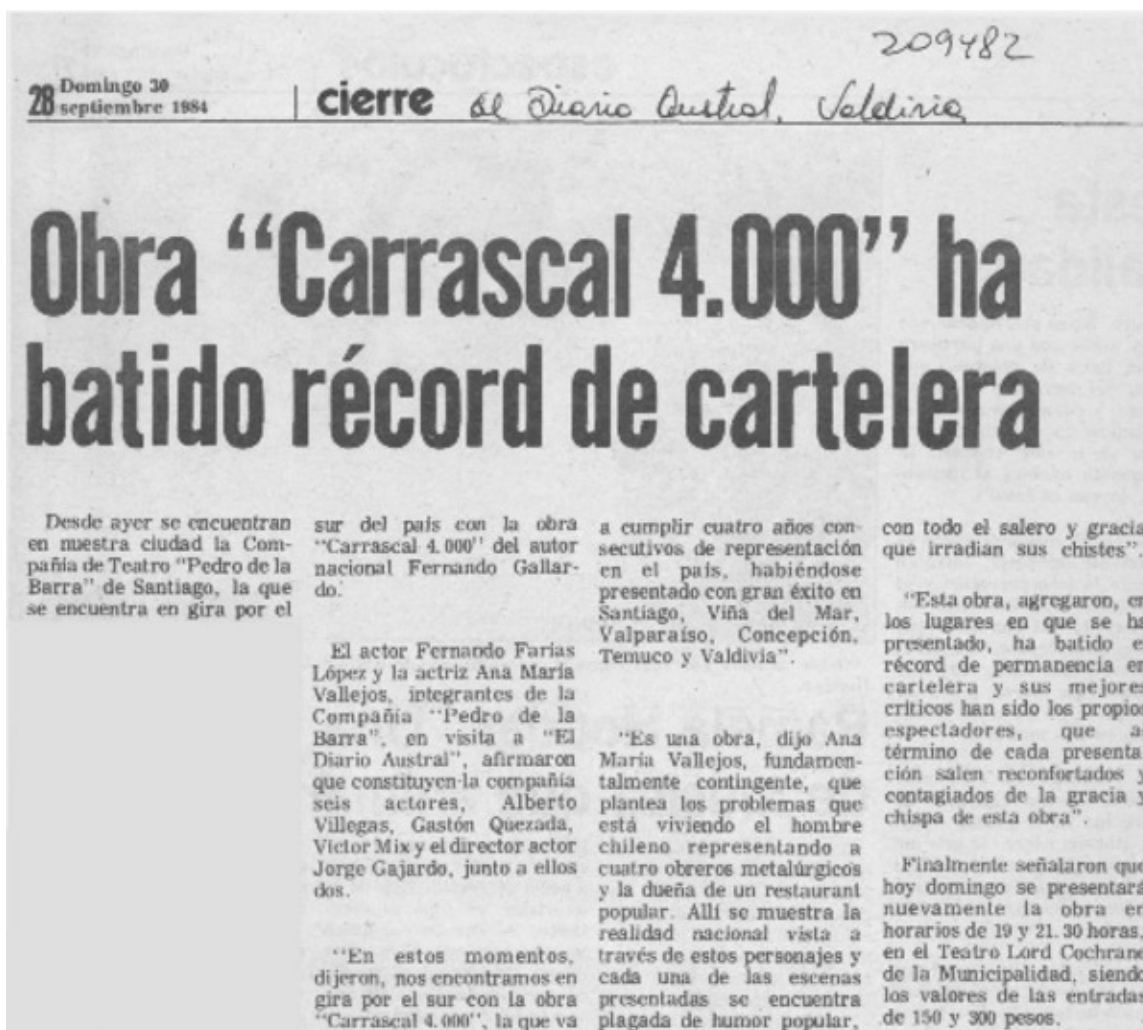 209482
28 Domingo 30
septiembre 1984
cierre El Diario Austral, Valdivia
Obra “Carrascal 4.000” ha
batido récord de cartelera
Desde ayer se encuentran
en nuestra ciudad la Com-
pañia de Teatro "Pedro de la
Barra" de Santiago, la que
se encuentra en gira por el
sur del país con la obra
"Carrascal 4.000" del autor
nacional Fernando Gallar-
do.
El actor Fernando Farías
López y la actriz Ana María
Vallejos, integrantes de la
Compañía "Pedro de la
Barra", en visita a "El
Diario Austral", afirmaron
que constituyen la compañía
seis actores, Alberto
Villegas, Gastón Quezada,
Victor Mix y el director actor
Jorge Gajardo, junto a ellos
dos.
"En estos momentos,
dijeron, nos encontramos en
gira por el sur con la obra
"Carrascal 4.000", la que va
a cumplir cuatro años con-
secutivos de representación
en el país, habiéndose
presentado con gran éxito en
Santiago, Viña del Mar,
Valparaíso, Concepción,
Temuco y Valdivia".
"Es una obra, dijo Ana
María Vallejos, fundamen-
talmente contingente, que
plantea los problemas que
está viviendo el hombre
chileno representando a
cuatro obreros metalúrgicos
y la dueña de un restaurant
popular. Allí se muestra la
realidad nacional vista a
través de estos personajes y
cada una de las escenas
presentadas se encuentra
plagada de humor popular,
con todo el salero y gracia
que irradian sus chistes".
"Esta obra, agregaron, en
los lugares en que se ha
presentado, ha batido el
récord de permanencia en
cartelera y sus mejores
críticos han sido los propios
espectadores, que al
término de cada presenta-
ción salen reconfortados y
contagiados de la gracia y
chispa de esta obra".
Finalmente señalaron que
hoy domingo se presentará
nuevamente la obra en
horarios de 19 y 21.30 horas,
en el Teatro Lord Cochrane
de la Municipalidad, siendo
los valores de las entradas
de 150 y 300 pesos.